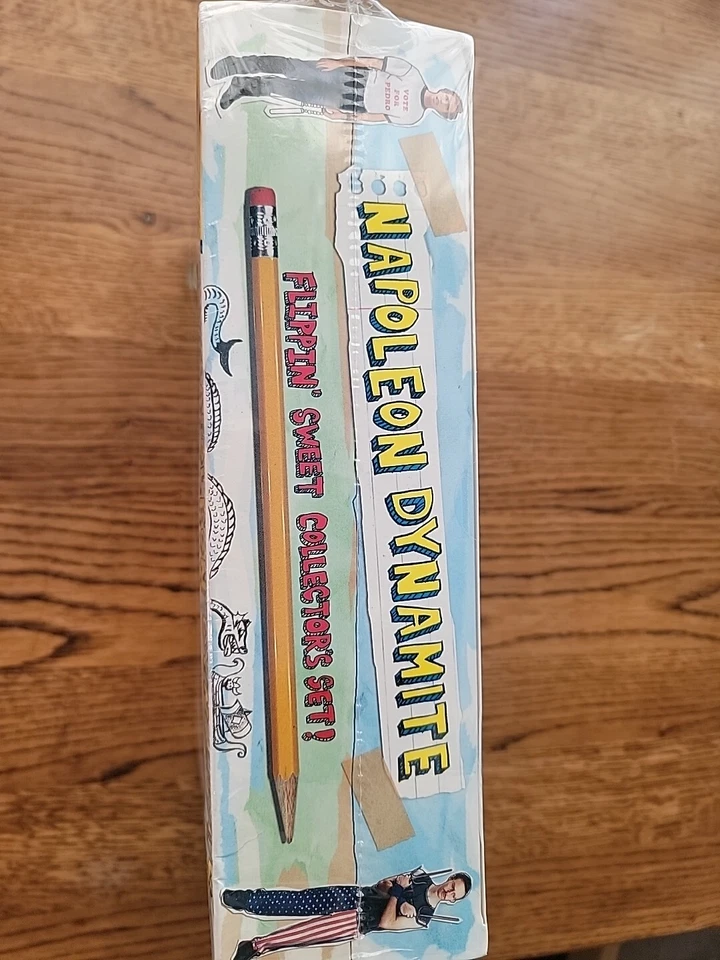 VOTE
FOR
PEDRO
NAPOLEON DYNAMITE
FLIPPIN' SWEET COLLECTOR'S SET!